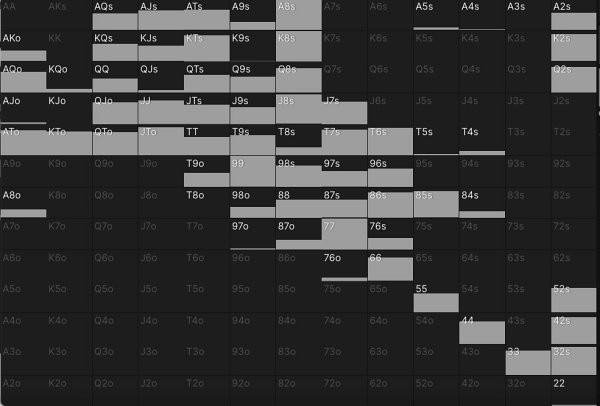 AA AKs AQs AJs ATs A9s A8s A7s A6s A5s A4s A3s A2s
AKo KK KQs KJs KTs K9s K8s K7s K6s K5s K4s K3s K2s
AQo KQo QQ QJs QTs Q9s Q8s Q7s Q6s Q5s Q4s Q3s Q2s
AJo KJo QJo JJ JTs J9s J8s J7s J6s J5s J4s J3s J2s
ATo KTo QTo JTo TT T9s T8s T7s T6s T5s T4s T3s T2s
A9o K9o Q9o J9o T9o 99 98s 97s 96s 95s 94s 93s 92s
A8o K8o Q8o J8o T8o 98o 88 87s 86s 85s 84s 83s 82s
A7o K7o Q7o J7o T7o 97o 87o 77 76s 75s 74s 73s 72s
A6o K6o Q6o J6o T6o 96o 86o 76o 66 65s 64s 63s 62s
A5o K5o Q5o J5o T5o 95o 85o 75o 65o 55 54s 53s 52s
A4o K4o Q4o J4o T4o 94o 84o 74o 64o 54o 44 43s 42s
A3o K3o Q3o J3o T3o 93o 83o 73o 63o 53o 43o 33 32s
A2o K2o Q2o J2o T2o 92o 82o 72o 62o 52o 42o 32o 22